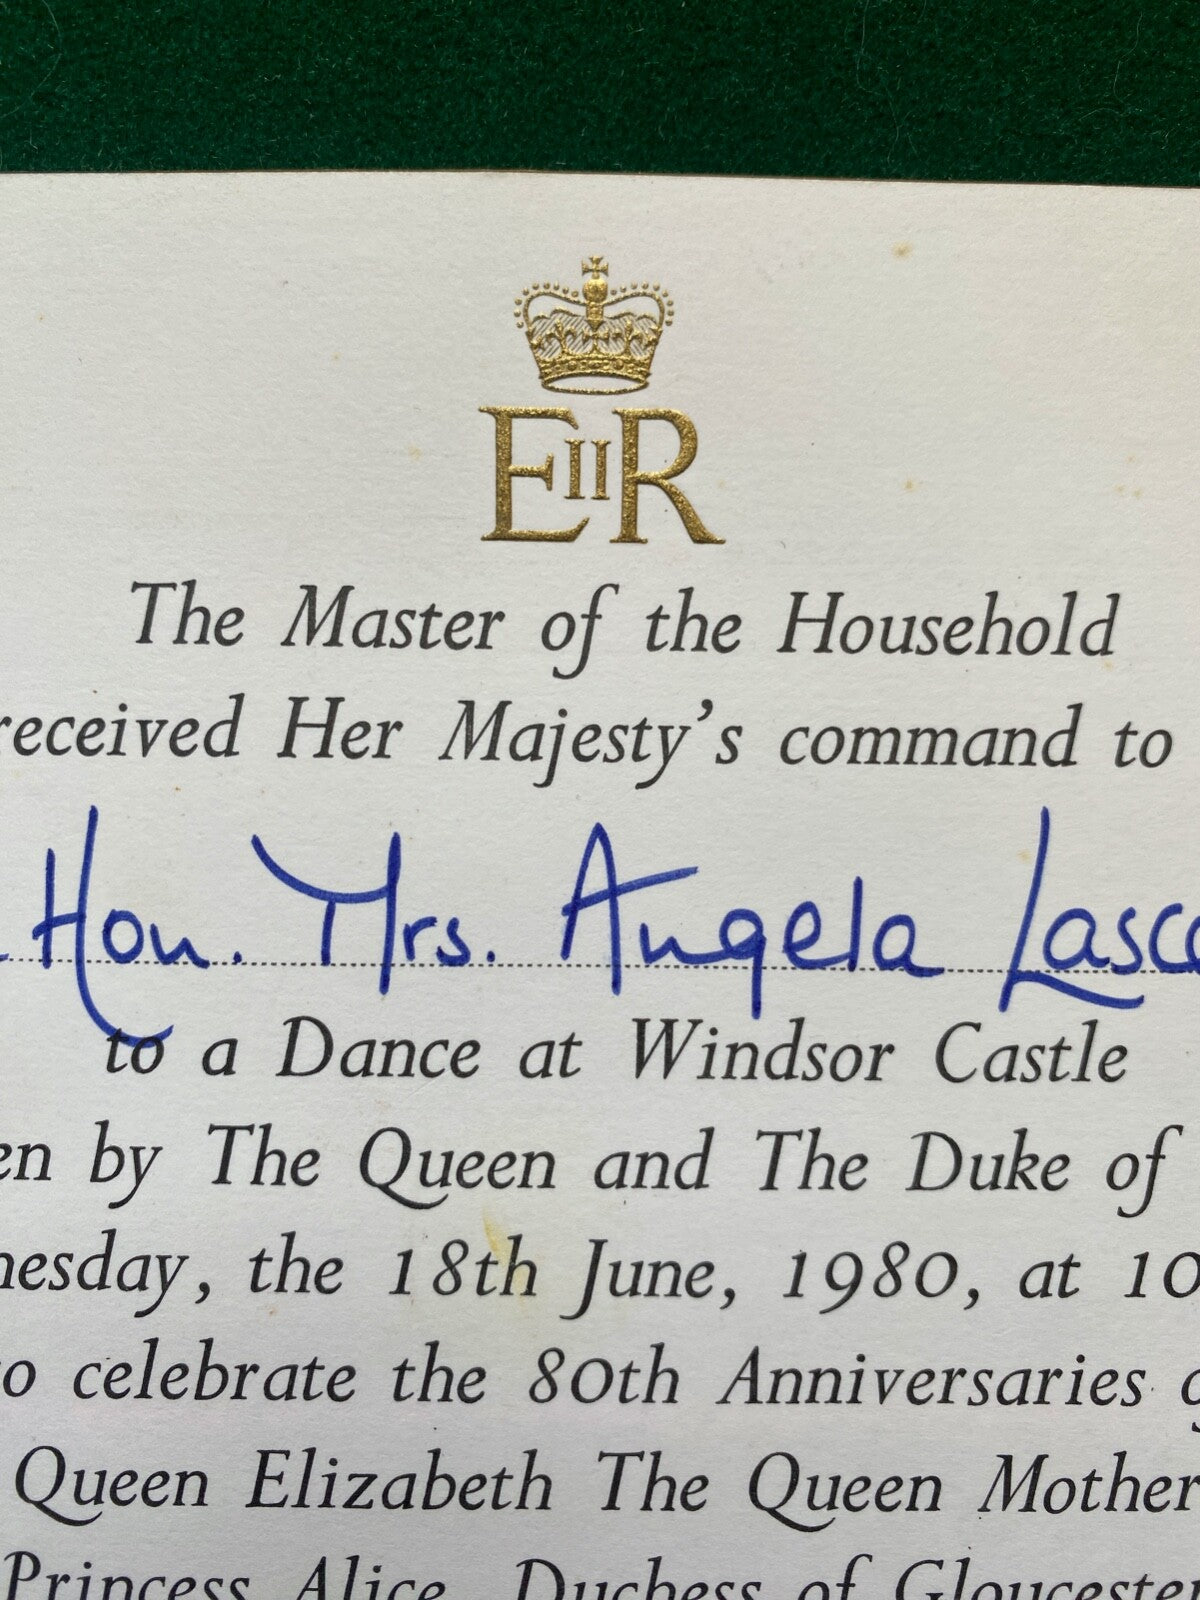 EIIR
The Master of the Household
received Her Majesty's command to
Hon. Mrs. Angela Lasce
to a Dance at Windsor Castle
en by The Queen and The Duke of
nesday, the 18th June, 1980, at 10
o celebrate the 80th Anniversaries o
Queen Elizabeth The Queen Mother
Princess Alice, Duchess of Gloucester